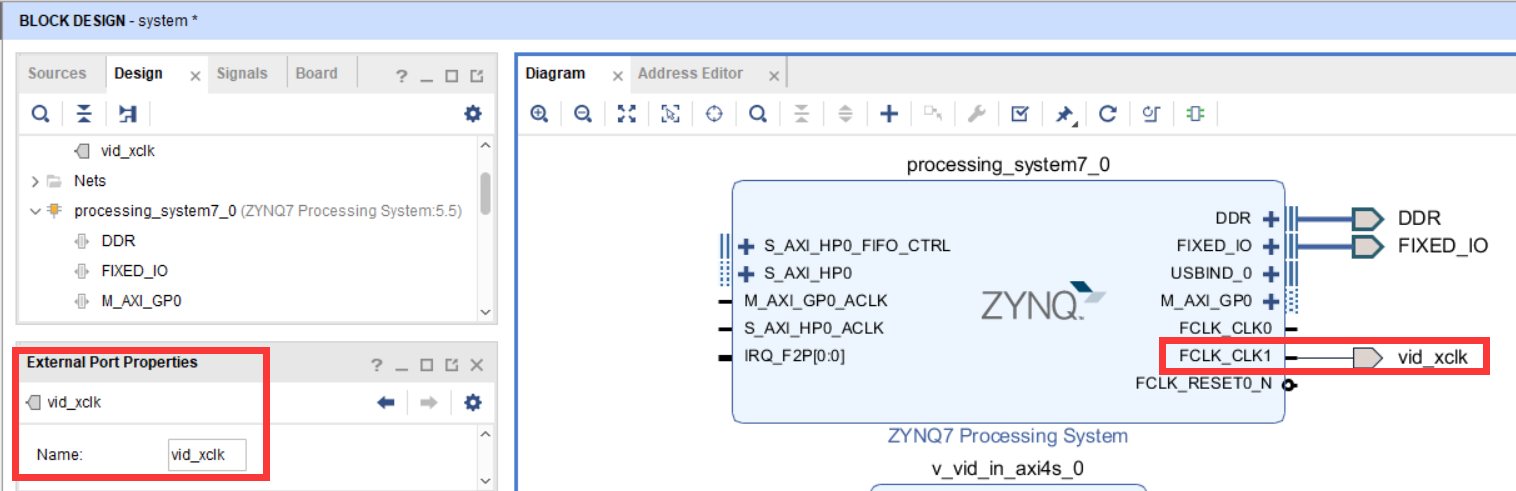 BLOCK DESIGN - system *
Sources Design Signals Board
vid_xclk
Nets
processing_system7_0 (ZYNQ7 Processing System:5.5)
DDR
FIXED_IO
M_AXI_GP0
External Port Properties
vid_xclk
Name: vid_xclk
Diagram Address Editor
processing_system7_0
S_AXI_HP0_FIFO_CTRL
S_AXI_HP0
M_AXI_GP0_ACLK
S_AXI_HP0_ACLK
IRQ_F2P[0:0]
ZYNQ
DDR DDR
FIXED_IO FIXED_IO
USBIND_0
M_AXI_GP0
FCLK_CLK0
FCLK_CLK1 vid_xclk
FCLK_RESET0_N
ZYNQ7 Processing System
v_vid_in_axi4s_0